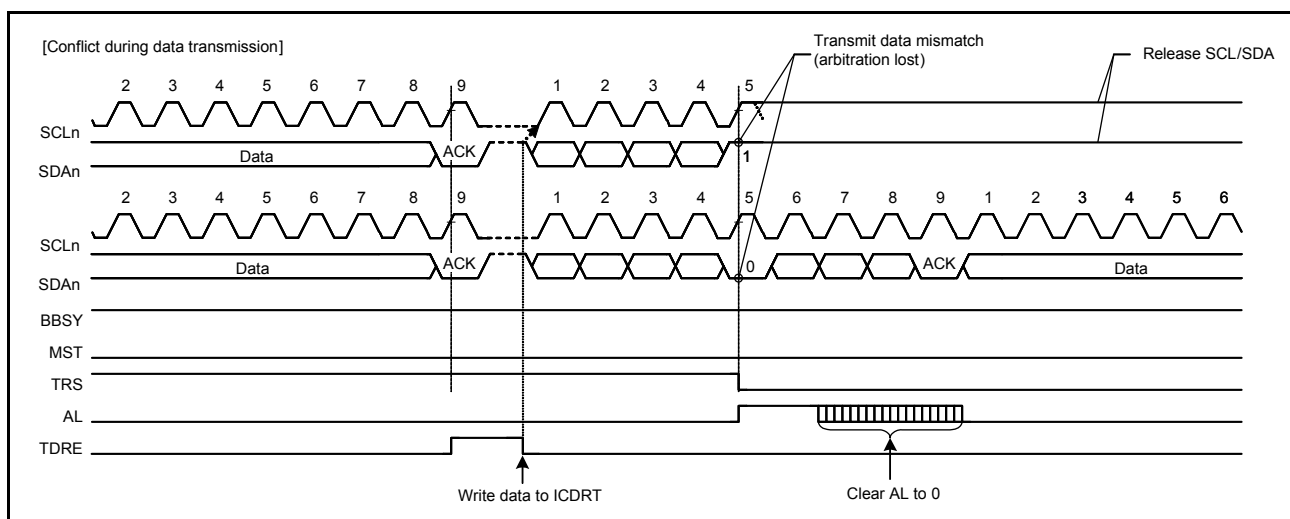 [Conflict during data transmission]
Transmit data mismatch
(arbitration lost)
Release SCL/SDA
2 3 4 5 6 7 8 9 1 2 3 4 5
SCLn
Data ACK 1
SDAn
2 3 4 5 6 7 8 9 1 2 3 4 5 6 7 8 9 1 2 3 4 5 6
SCLn
Data ACK 0 ACK Data
SDAn
BBSY
MST
TRS
AL
TDRE
Write data to ICDRT
Clear AL to 0